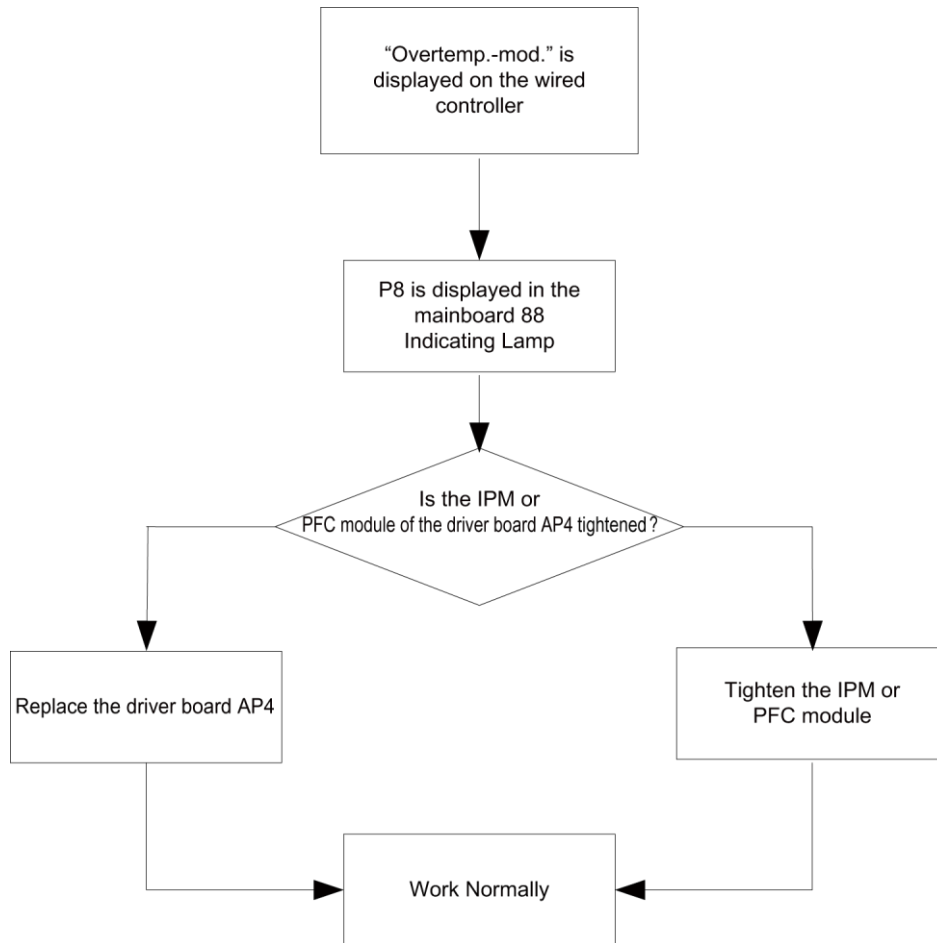 “Overtemp.-mod.” is
displayed on the wired
controller
P8 is displayed in the
mainboard 88
Indicating Lamp
Is the IPM or
PFC module of the driver board AP4 tightened？
Replace the driver board AP4
Tighten the IPM or
PFC module
Work Normally